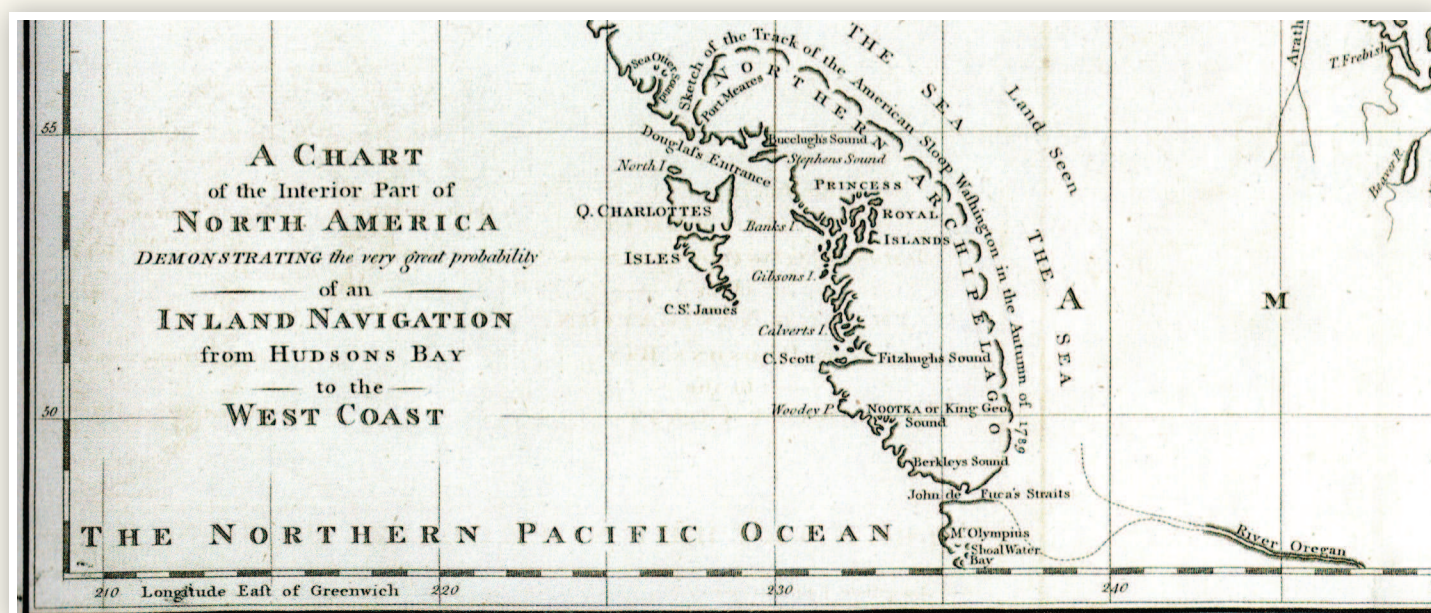 A CHART
of the Interior Part of
NORTH AMERICA
DEMONSTRATING the very great probability
of an
INLAND NAVIGATION
from HUDSONS BAY
to the
WEST COAST
THE NORTHERN PACIFIC OCEAN
Longitude East of Greenwich
210
220
230
240
55
50
Sea Otter
Sound
Sketch of the Track of the American Sloop Washington in the Autumn of 1789
NORTHERN ARCHIPELAGO
Port Meares
THE SEA
Land Seen
THE SEA
Douglass Entrance
Buccleughs Sound
Stephens Sound
North I.
PRINCESS
ROYAL
ISLANDS
Q. CHARLOTTES
ISLES
Banks I.
Gibsons I.
C. St. James
Calverts I.
C. Scott
Fitzhughs Sound
Woodey P.
NOOTKA or King Geo.
Sound
Berkleys Sound
John de Fuca's Straits
Mt. Olympius
Shoal Water
Bay
River Oregan
A M
Arath
T. Frebish
Beaver R.